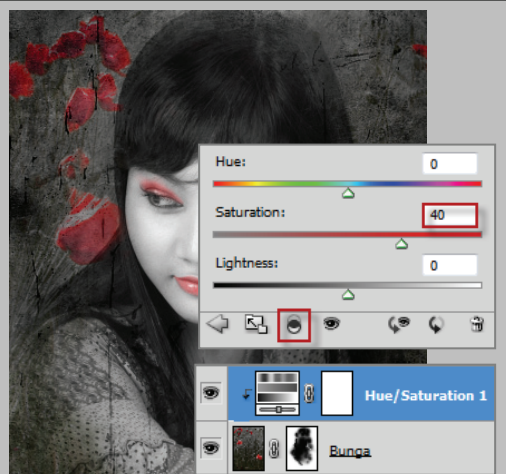 Hue: 0
Saturation: 40
Lightness: 0
Hue/Saturation 1
Bunga